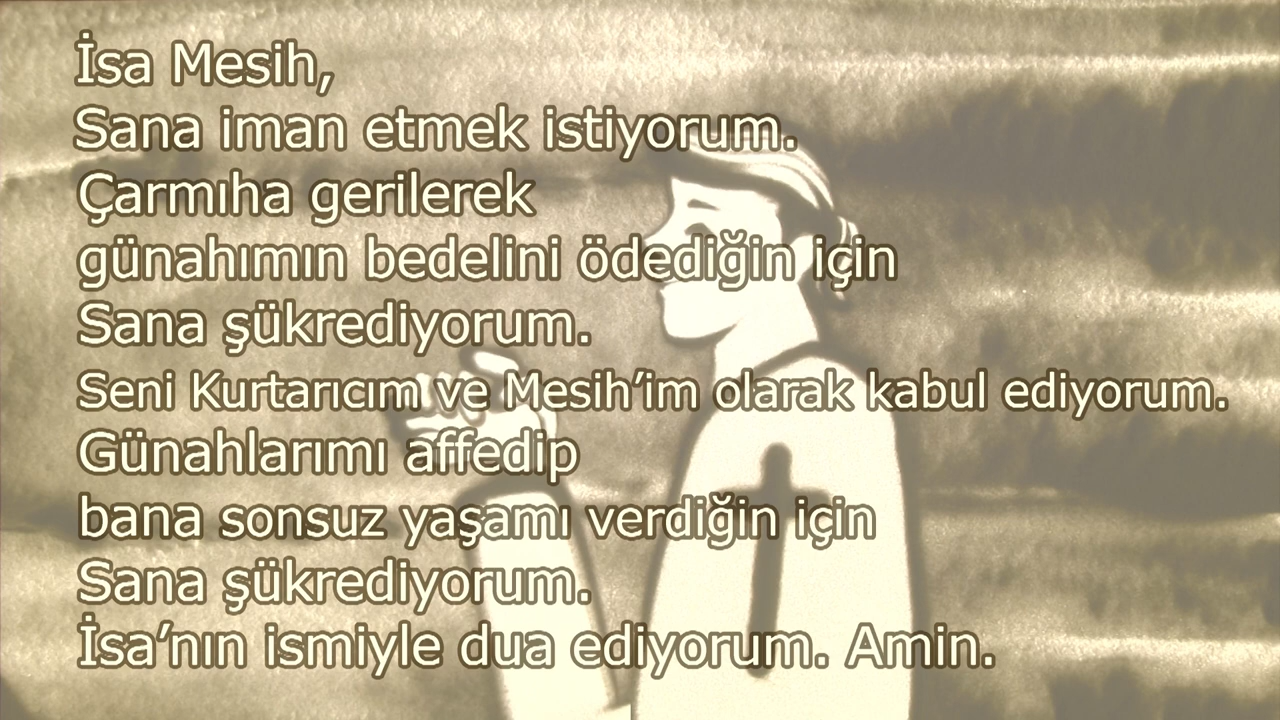 İsa Mesih,
Sana iman etmek istiyorum.
Çarmıha gerilerek
günahımın bedelini ödediğin için
Sana şükrediyorum.
Seni Kurtarıcım ve Mesih’im olarak kabul ediyorum.
Günahlarımı affedip
bana sonsuz yaşamı verdiğin için
Sana şükrediyorum.
İsa’nın ismiyle dua ediyorum. Amin.